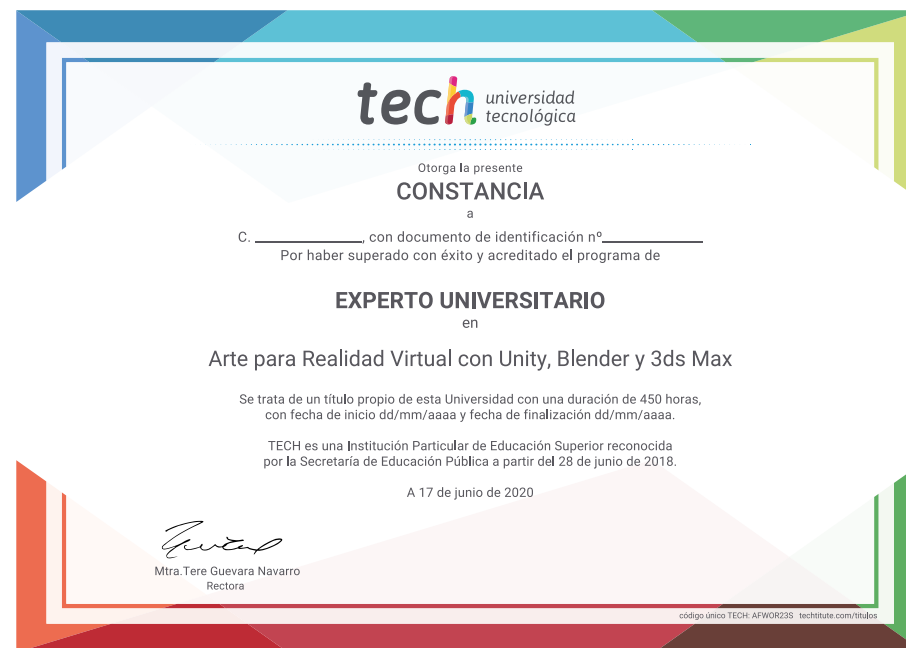 tech universidad
tecnológica
Otorga la presente
CONSTANCIA
a
C. ____________, con documento de identificación nº____________
Por haber superado con éxito y acreditado el programa de
EXPERTO UNIVERSITARIO
en
Arte para Realidad Virtual con Unity, Blender y 3ds Max
Se trata de un título propio de esta Universidad con una duración de 450 horas,
con fecha de inicio dd/mm/aaaa y fecha de finalización dd/mm/aaaa.
TECH es una Institución Particular de Educación Superior reconocida
por la Secretaría de Educación Pública a partir del 28 de junio de 2018.
A 17 de junio de 2020
Mtra.Tere Guevara Navarro
Rectora
código único TECH: AFWOR23S techtitute.com/titulos